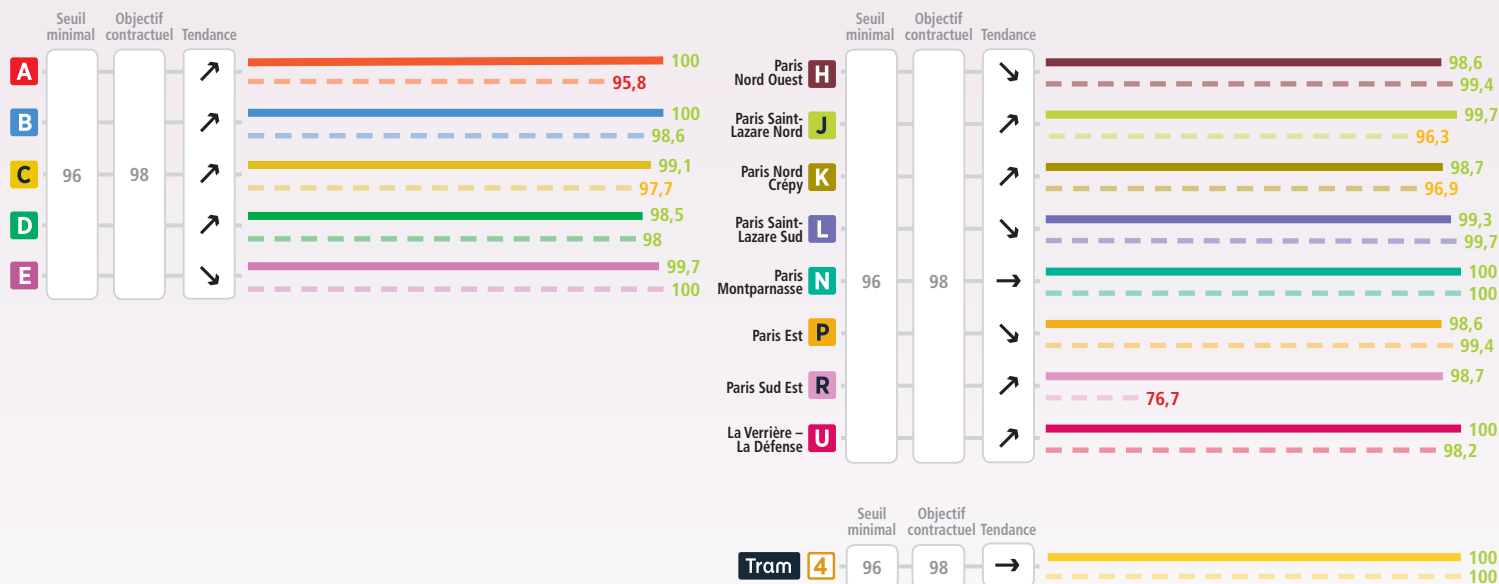 Seuil minimal
Objectif contractuel
Tendance
A
100
95,8
B
100
98,6
C
96
98
99,1
97,7
D
98,5
98
E
99,7
100
Seuil minimal
Objectif contractuel
Tendance
Paris
Nord Ouest
H
98,6
99,4
Paris Saint-
Lazare Nord
J
99,7
96,3
Paris Nord
Crépy
K
98,7
96,9
Paris Saint-
Lazare Sud
L
99,3
99,7
Paris
Montparnasse
N
96
98
100
100
Paris Est
P
98,6
99,4
Paris Sud Est
R
98,7
76,7
La Verrière –
La Défense
U
100
98,2
Seuil minimal
Objectif contractuel
Tendance
Tram 4
96
98
100
100